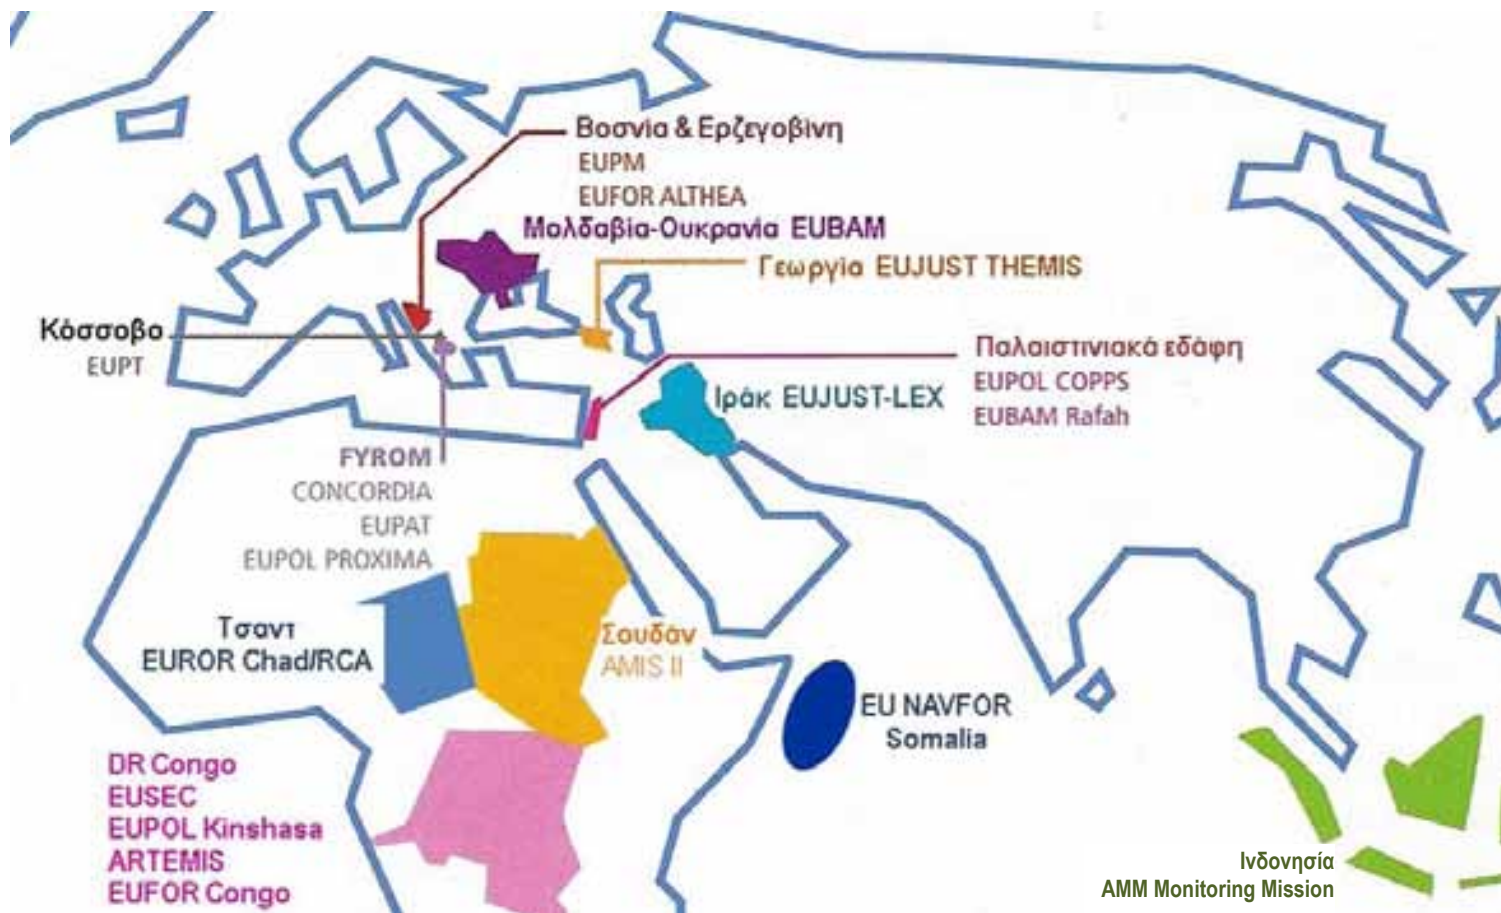 Βοσνία & Ερζεγοβίνη
EUPM
EUFOR ALTHEA
Μολδαβία-Ουκρανία EUBAM
Γεωργία EUJUST THEMIS
Κόσσοβο
EUPT
Παλαιστινιακά εδάφη
EUPOL COPPS
EUBAM Rafah
Ιράκ EUJUST-LEX
FYROM
CONCORDIA
EUPAT
EUPOL PROXIMA
Τσαντ
EUROR Chad/RCA
Σουδάν
AMIS II
EU NAVFOR
Somalia
DR Congo
EUSEC
EUPOL Kinshasa
ARTEMIS
EUFOR Congo
Ινδονησία
AMM Monitoring Mission